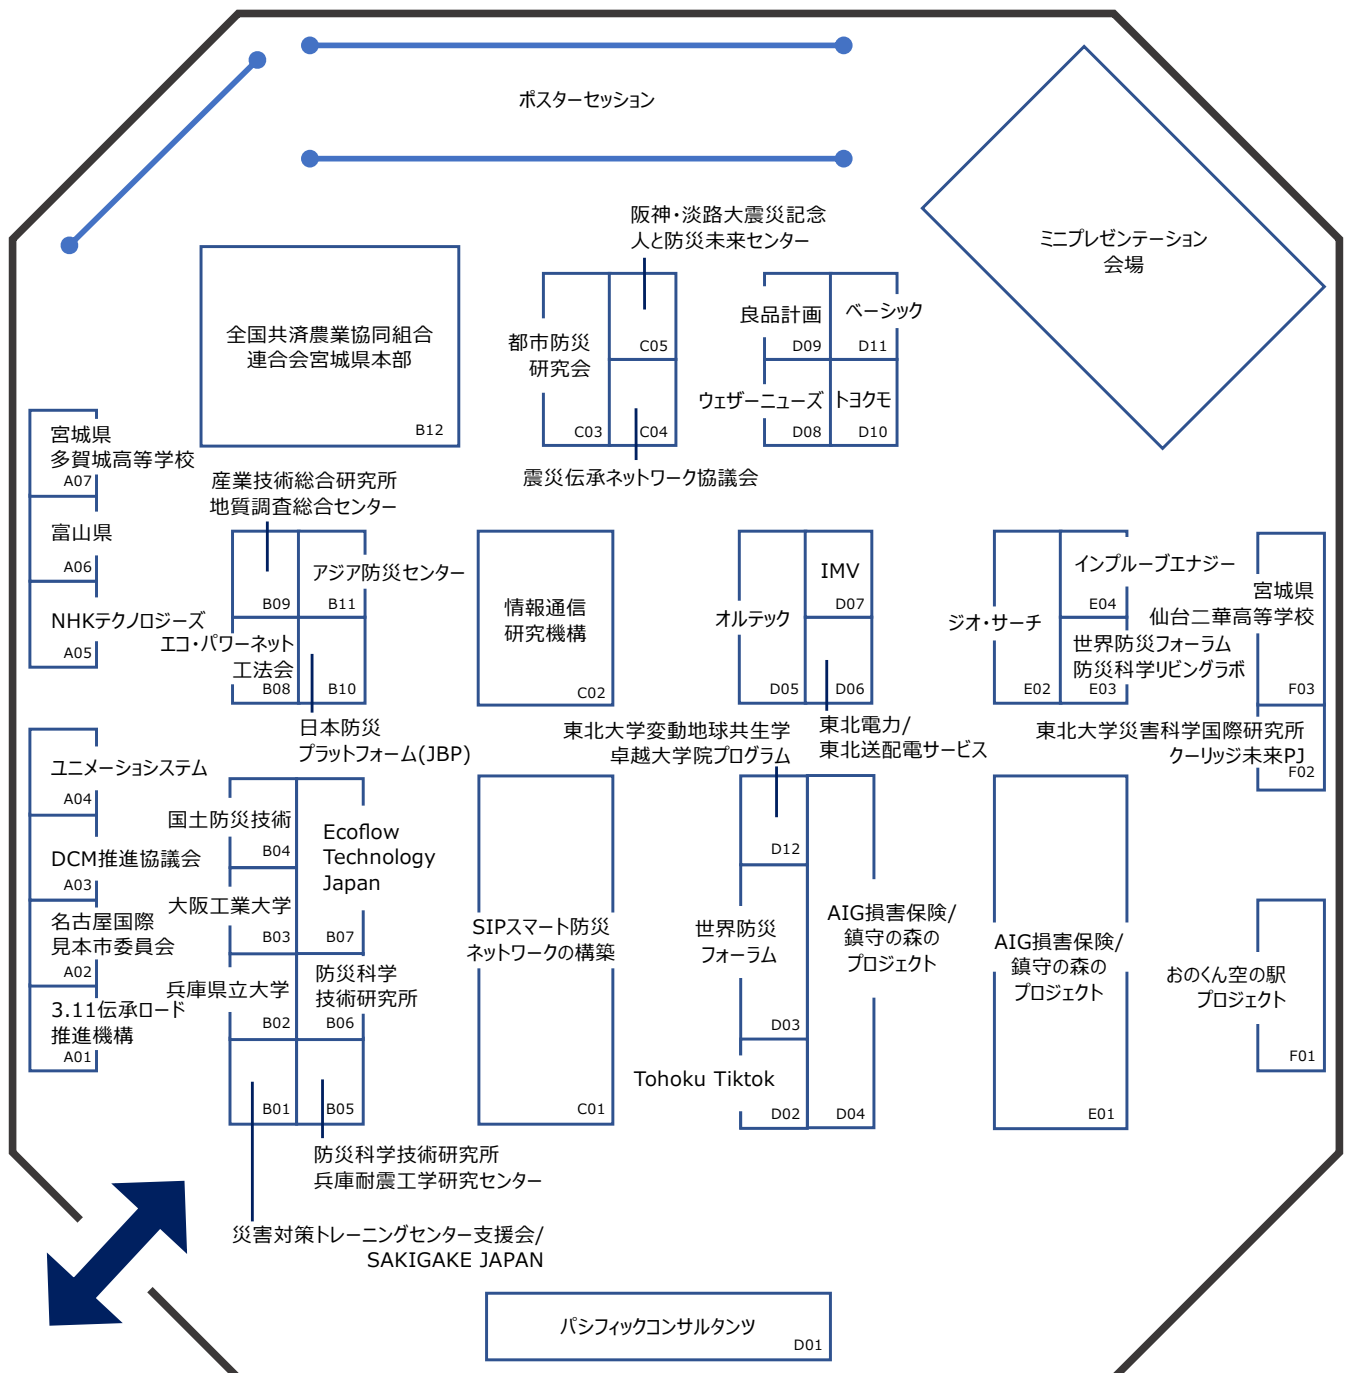 ポスターセッション
ミニプレゼンテーション
会場
阪神・淡路大震災記念
人と防災未来センター
全国共済農業協同組合
連合会宮城県本部
B12
都市防災
研究会
C03
C05
C04
震災伝承ネットワーク協議会
良品計画
D09
ベーシック
D11
ウェザーニューズ
D08
トヨクモ
D10
宮城県
多賀城高等学校
A07
富山県
A06
NHKテクノロジーズ
A05
産業技術総合研究所
地質調査総合センター
B09
アジア防災センター
B11
エコ・パワーネット
工法会
B08
B10
日本防災
プラットフォーム(JBP)
情報通信
研究機構
C02
オルテック
D05
IMV
D07
D06
東北電力/
東北送配電サービス
ジオ・サーチ
E02
インプルーブエナジー
E04
世界防災フォーラム
防災科学リビングラボ
E03
宮城県
仙台二華高等学校
F03
東北大学災害科学国際研究所
クーリッジ未来PJ
F02
ユニメーションシステム
A04
DCM推進協議会
A03
名古屋国際
見本市委員会
A02
3.11伝承ロード
推進機構
A01
国土防災技術
B04
Ecoflow
Technology
Japan
B07
大阪工業大学
B03
兵庫県立大学
B02
防災科学
技術研究所
B06
B01
B05
防災科学技術研究所
兵庫耐震工学研究センター
災害対策トレーニングセンター支援会/
SAKIGAKE JAPAN
SIPスマート防災
ネットワークの構築
C01
東北大学変動地球共生学
卓越大学院プログラム
D12
世界防災
フォーラム
D03
Tohoku Tiktok
D02
AIG損害保険/
鎮守の森の
プロジェクト
D04
AIG損害保険/
鎮守の森の
プロジェクト
E01
おのくん空の駅
プロジェクト
F01
パシフィックコンサルタンツ
D01